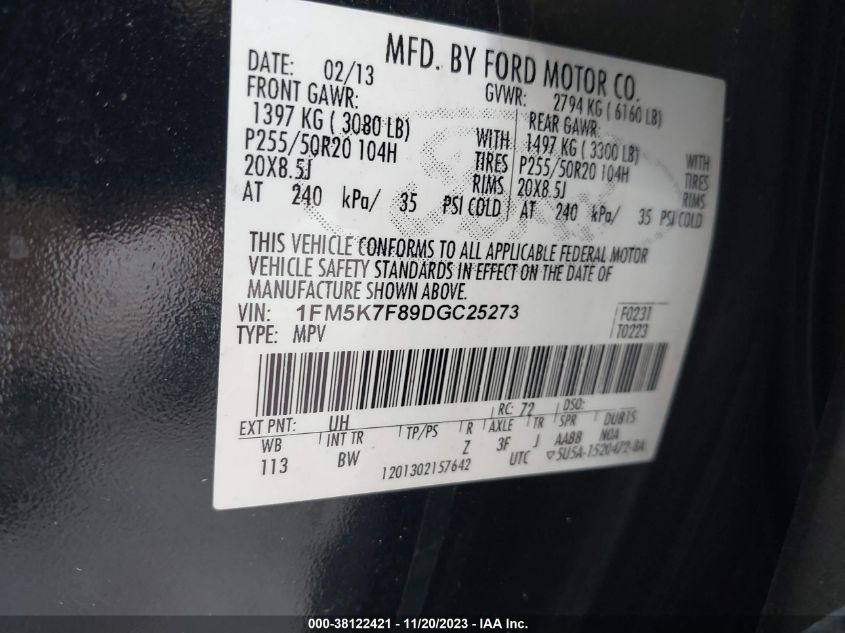 MFD. BY FORD MOTOR CO.
DATE: 02/13 GVWR: 2794 KG ( 6160 LB)
FRONT GAWR: REAR GAWR:
1397 KG ( 3080 LB) WITH 1497 KG ( 3300 LB) WITH
P255/50R20 104H TIRES P255/50R20 104H TIRES
20X8.5J RIMS 20X8.5J RIMS
AT 240 kPa/ 35 PSI COLD AT 240 kPa/ 35 PSI COLD
THIS VEHICLE CONFORMS TO ALL APPLICABLE FEDERAL MOTOR
VEHICLE SAFETY STANDARDS IN EFFECT ON THE DATE OF
MANUFACTURE SHOWN ABOVE.
VIN: 1FM5K7F89DGC25273 F0231
TYPE: MPV T0223
EXT PNT: UH RC: 72 DSO:
WB INT TR TP/PS R AXLE TR SPR DUBIS
113 BW Z 3F J AABB NOA
1201302157642 UTC ▽5U5A-1520472-BA
000-38122421 - 11/20/2023 - IAA Inc.